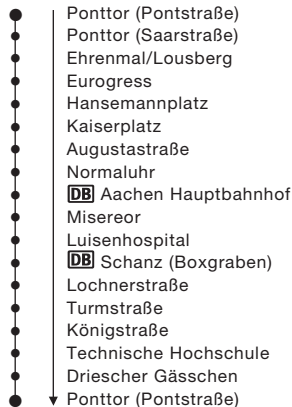 Ponttor (Pontstraße)
Ponttor (Saarstraße)
Ehrenmal/Lousberg
Eurogress
Hansemannplatz
Kaiserplatz
Augustastraße
Normaluhr
DB Aachen Hauptbahnhof
Misereor
Luisenhospital
DB Schanz (Boxgraben)
Lochnerstraße
Turmstraße
Königstraße
Technische Hochschule
Driescher Gässchen
Ponttor (Pontstraße)